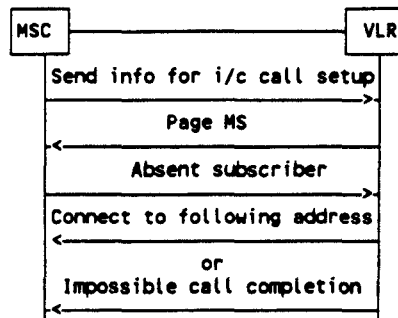 MSC VLR
Send info for i/c call setup
Page MS
Absent subscriber
Connect to following address
or
Impossible call completion